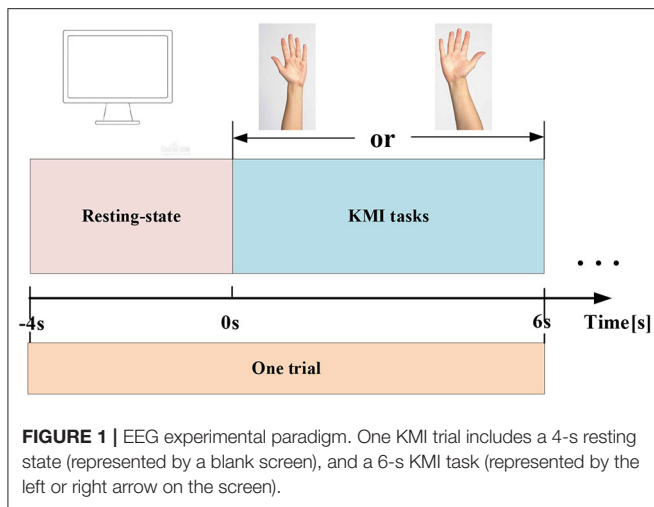 or
Resting-state
KMI tasks
. . .
-4s
0s
6s
Time[s]
One trial
FIGURE 1 | EEG experimental paradigm. One KMI trial includes a 4-s resting
state (represented by a blank screen), and a 6-s KMI task (represented by the
left or right arrow on the screen).